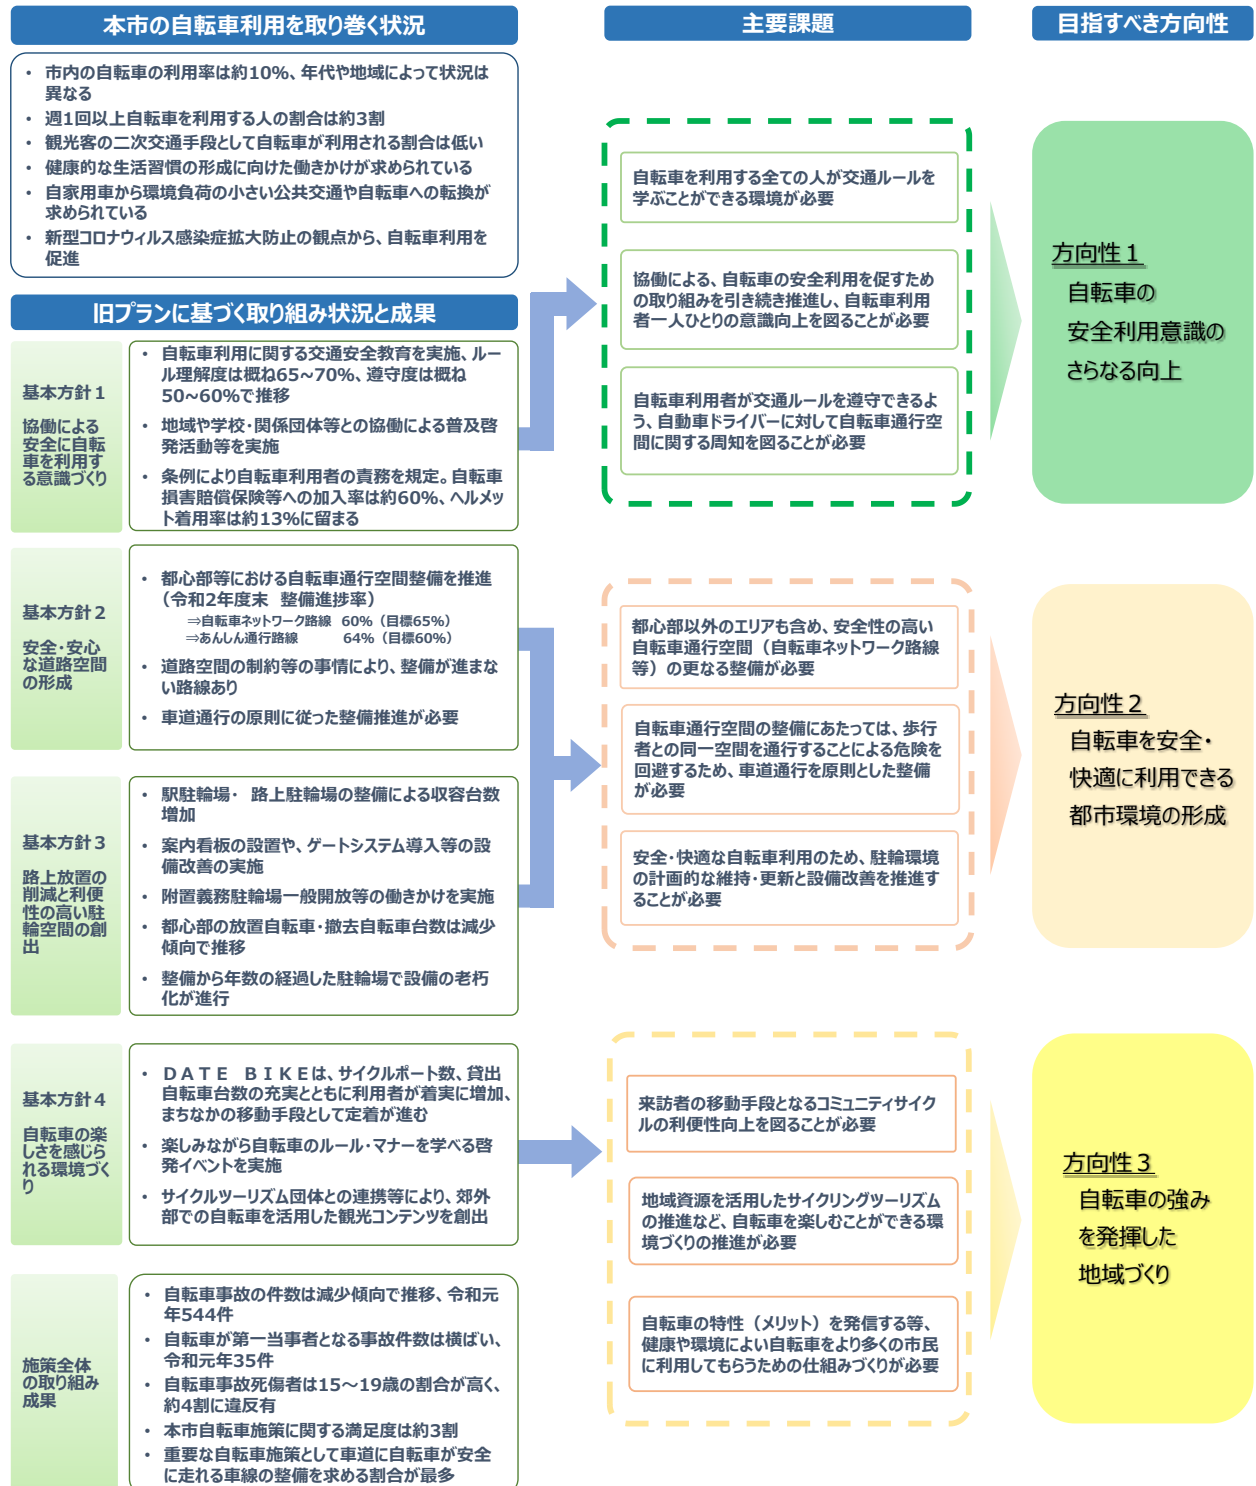 本市の自転車利用を取り巻く状況
・ 市内の自転車の利用率は約10%、年代や地域によって状況は
異なる
・ 週1回以上自転車を利用する人の割合は約3割
・ 観光客の二次交通手段として自転車が利用される割合は低い
・ 健康的な生活習慣の形成に向けた働きかけが求められている
・ 自家用車から環境負荷の小さい公共交通や自転車への転換が
求められている
・ 新型コロナウィルス感染症拡大防止の観点から、自転車利用を
促進
旧プランに基づく取り組み状況と成果
基本方針1
協働による
安全に自転
車を利用す
る意識づくり
・ 自転車利用に関する交通安全教育を実施、ルー
ル理解度は概ね65~70%、遵守度は概ね
50~60%で推移
・ 地域や学校・関係団体等との協働による普及啓
発活動等を実施
・ 条例により自転車利用者の責務を規定。自転車
損害賠償保険等への加入率は約60%、ヘルメッ
ト着用率は約13%に留まる
基本方針2
安全・安心
な道路空間
の形成
・ 都心部等における自転車通行空間整備を推進
（令和2年度末 整備進捗率）
⇒自転車ネットワーク路線 60%（目標65%）
⇒あんしん通行路線 64%（目標60%）
・ 道路空間の制約等の事情により、整備が進まな
い路線あり
・ 車道通行の原則に従った整備推進が必要
基本方針3
路上放置の
削減と利便
性の高い駐
輪空間の創
出
・ 駅駐輪場・ 路上駐輪場の整備による収容台数
増加
・ 案内看板の設置や、ゲートシステム導入等の設
備改善の実施
・ 附置義務駐輪場一般開放等の働きかけを実施
・ 都心部の放置自転車・撤去自転車台数は減少
傾向で推移
・ 整備から年数の経過した駐輪場で設備の老朽
化が進行
基本方針4
自転車の楽
しさを感じら
れる環境づく
り
・ ＤＡＴＥ ＢＩＫＥは、サイクルポート数、貸出
自転車台数の充実とともに利用者が着実に増加、
まちなかの移動手段として定着が進む
・ 楽しみながら自転車のルール・マナーを学べる啓
発イベントを実施
・ サイクルツーリズム団体との連携等により、郊外
部での自転車を活用した観光コンテンツを創出
施策全体
の取り組み
成果
・ 自転車事故の件数は減少傾向で推移、令和元
年544件
・ 自転車が第一当事者となる事故件数は横ばい、
令和元年35件
・ 自転車事故死傷者は15～19歳の割合が高く、
約4割に違反有
・ 本市自転車施策に関する満足度は約3割
・ 重要な自転車施策として車道に自転車が安全
に走れる車線の整備を求める割合が最多
主要課題
自転車を利用する全ての人が交通ルールを
学ぶことができる環境が必要
協働による、自転車の安全利用を促すため
の取り組みを引き続き推進し、自転車利用
者一人ひとりの意識向上を図ることが必要
自転車利用者が交通ルールを遵守できるよ
う、自動車ドライバーに対して自転車通行空
間に関する周知を図ることが必要
都心部以外のエリアも含め、安全性の高い
自転車通行空間（自転車ネットワーク路線
等）の更なる整備が必要
自転車通行空間の整備にあたっては、歩行
者との同一空間を通行することによる危険を
回避するため、車道通行を原則とした整備
が必要
安全・快適な自転車利用のため、駐輪環境
の計画的な維持・更新と設備改善を推進す
ることが必要
来訪者の移動手段となるコミュニティサイク
ルの利便性向上を図ることが必要
地域資源を活用したサイクリングツーリズム
の推進など、自転車を楽しむことができる環
境づくりの推進が必要
自転車の特性（メリット）を発信する等、
健康や環境によい自転車をより多くの市民
に利用してもらうための仕組みづくりが必要
目指すべき方向性
方向性１
自転車の
安全利用意識の
さらなる向上
方向性２
自転車を安全・
快適に利用できる
都市環境の形成
方向性３
自転車の強み
を発揮した
地域づくり